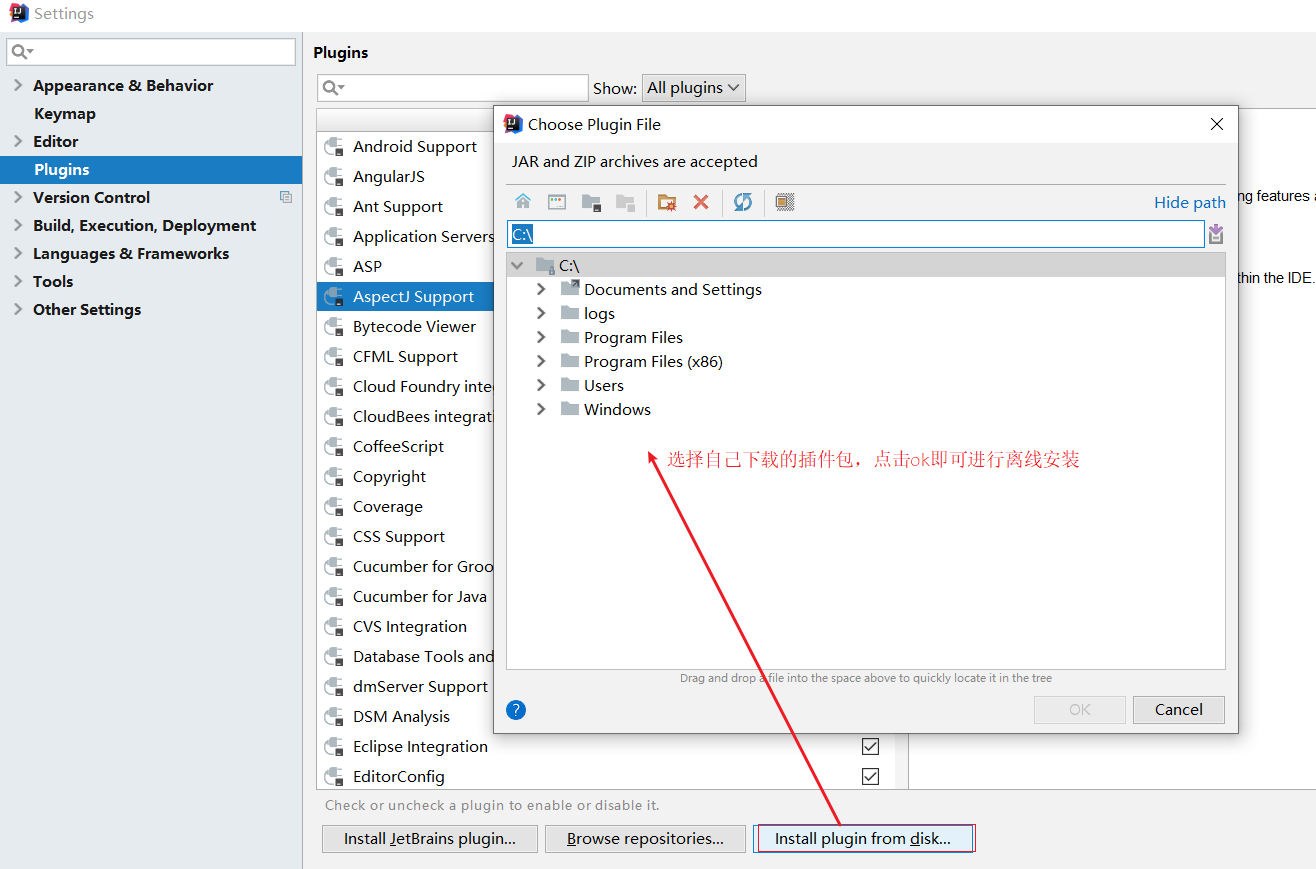 Settings
Appearance & Behavior
Keymap
Editor
Plugins
Version Control
Build, Execution, Deployment
Languages & Frameworks
Tools
Other Settings
Plugins
Show: All plugins
Android Support
AngularJS
Ant Support
Application Servers
ASP
AspectJ Support
Bytecode Viewer
CFML Support
Cloud Foundry inte
CloudBees integrati
CoffeeScript
Copyright
Coverage
CSS Support
Cucumber for Groo
Cucumber for Java
CVS Integration
Database Tools and
dmServer Support
DSM Analysis
Eclipse Integration
EditorConfig
Check or uncheck a plugin to enable or disable it.
Install JetBrains plugin...
Browse repositories...
Install plugin from disk...
Choose Plugin File
JAR and ZIP archives are accepted
Hide path
C:\
C:\
Documents and Settings
logs
Program Files
Program Files (x86)
Users
Windows
选择自己下载的插件包，点击ok即可进行离线安装
Drag and drop a file into the space above to quickly locate it in the tree
?
OK
Cancel
ng features
thin the IDE.